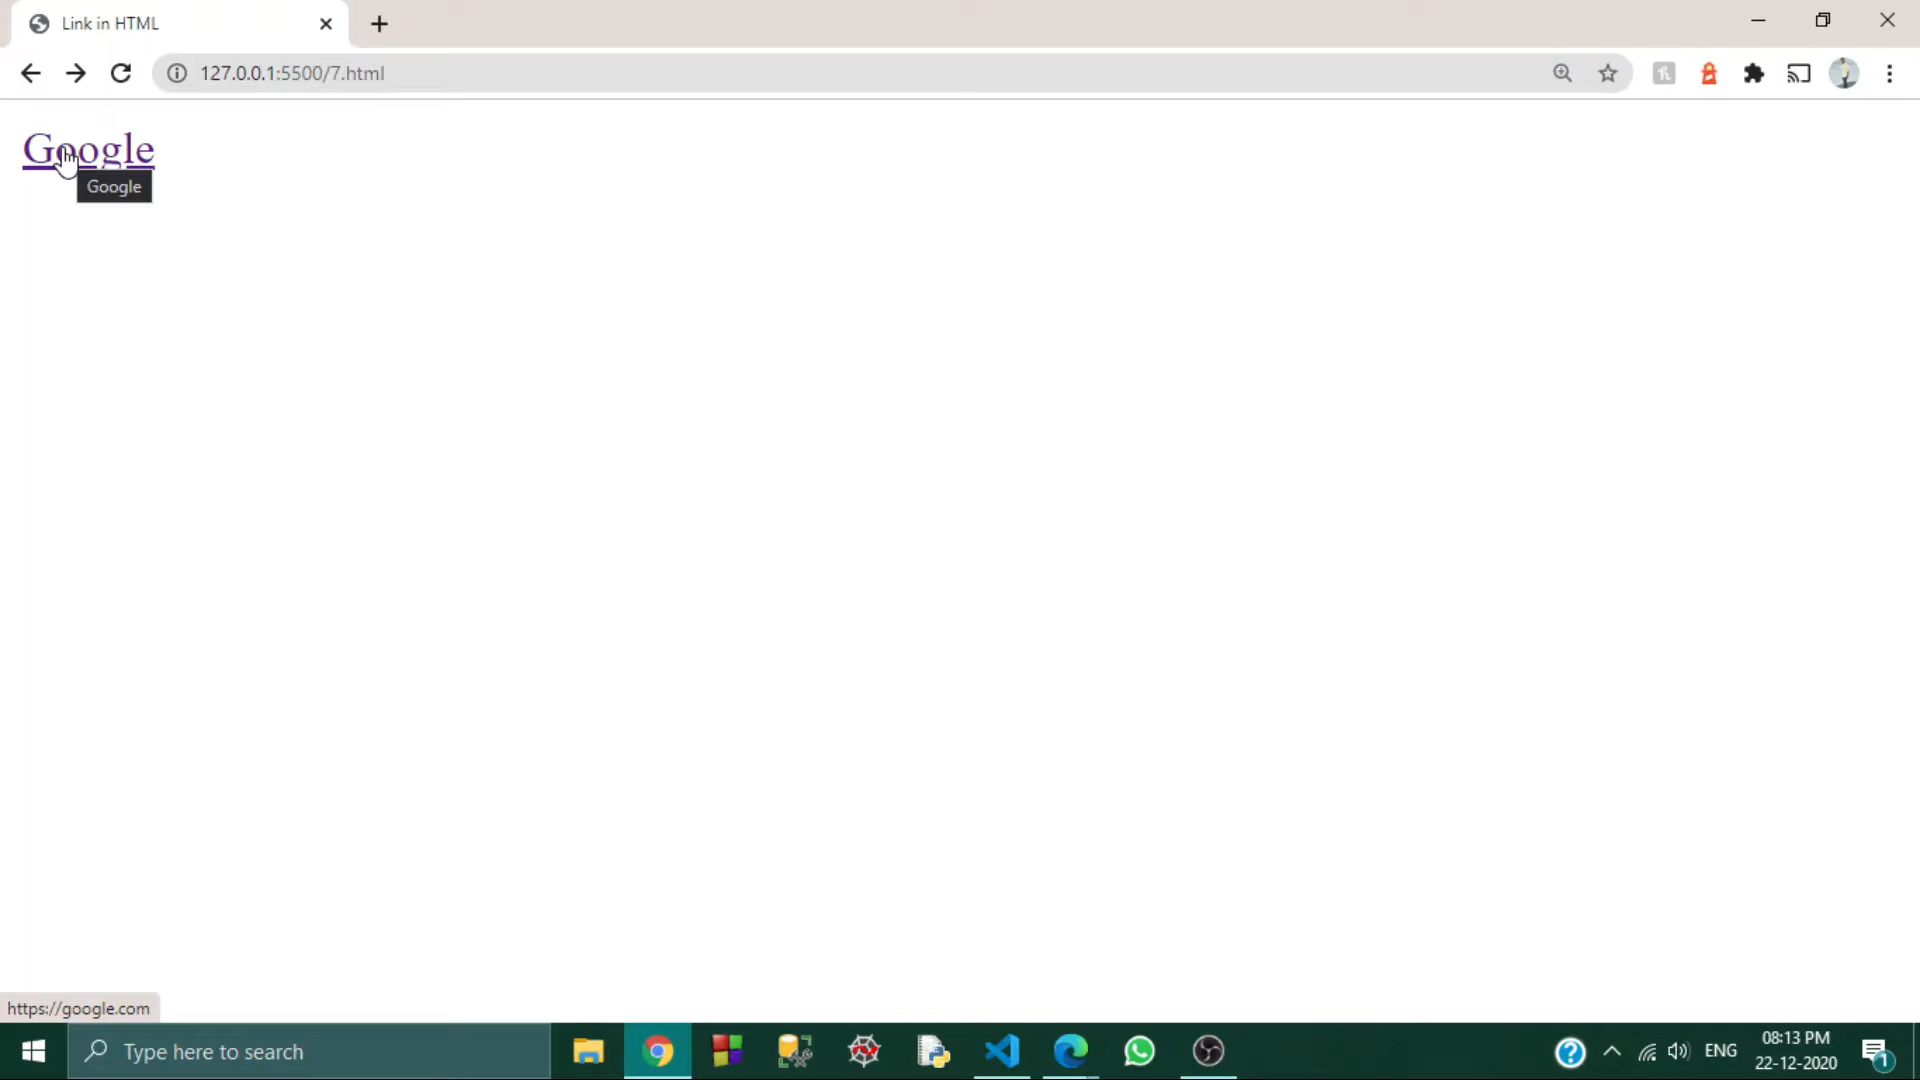 Link in HTML
127.0.0.1:5500/7.html
Google
Google
https://google.com
Type here to search
ENG
08:13 PM
22-12-2020
1